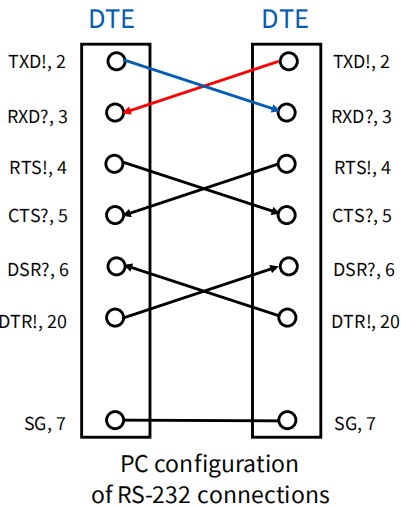 DTE DTE
TXD!, 2 TXD!, 2
RXD?, 3 RXD?, 3
RTS!, 4 RTS!, 4
CTS?, 5 CTS?, 5
DSR?, 6 DSR?, 6
DTR!, 20 DTR!, 20
SG, 7 SG, 7
PC configuration
of RS-232 connections